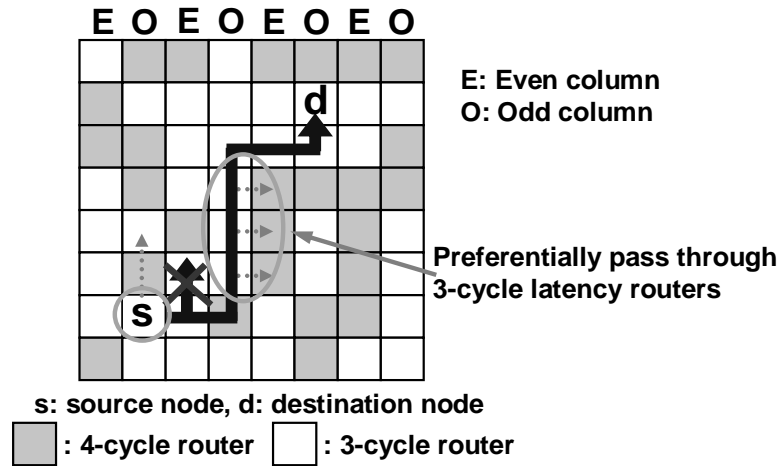 E O E O E O E O
E: Even column
O: Odd column
d
Preferentially pass through
3-cycle latency routers
s
s: source node, d: destination node
: 4-cycle router : 3-cycle router